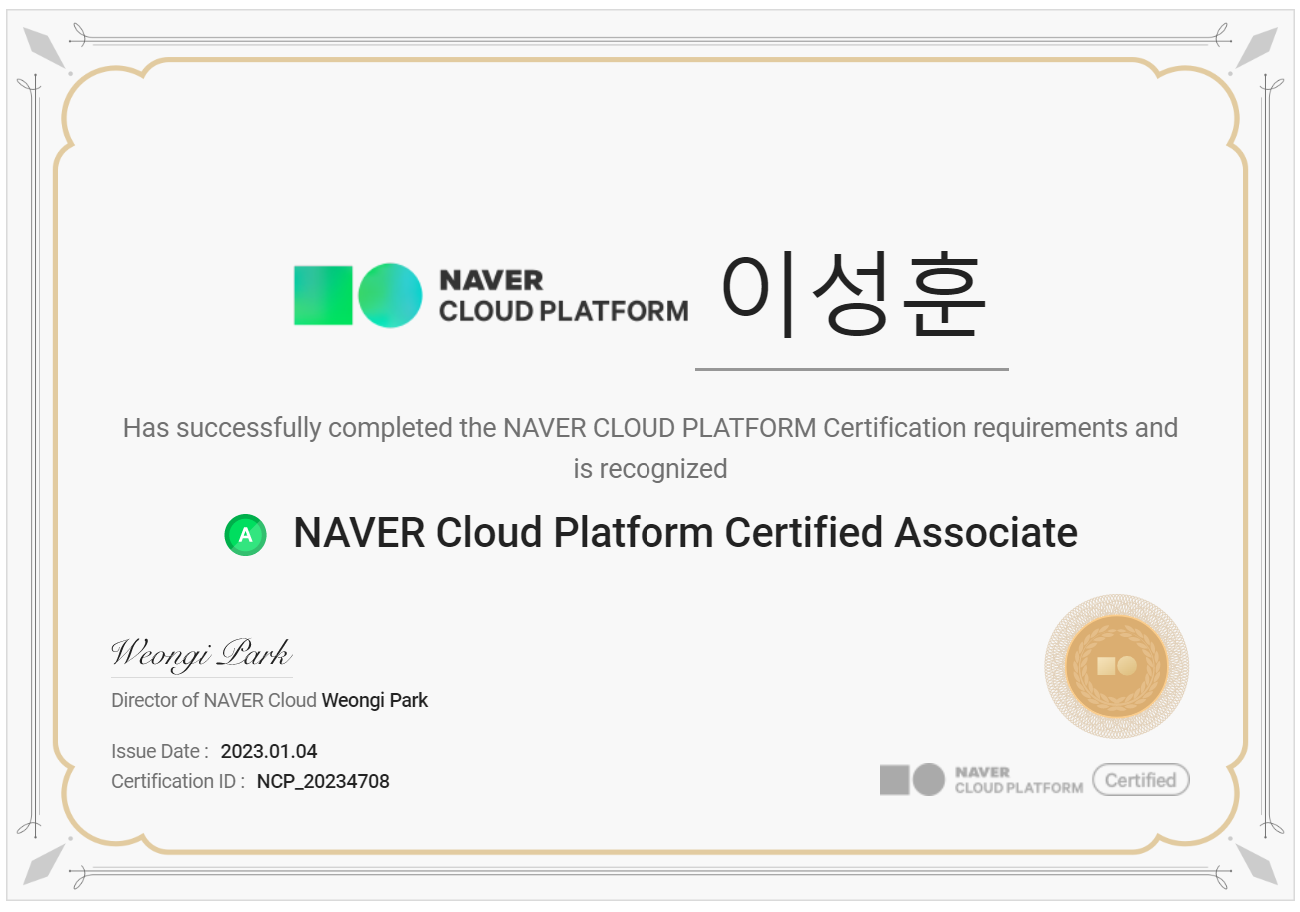 NAVER
CLOUD PLATFORM
이성훈
Has successfully completed the NAVER CLOUD PLATFORM Certification requirements and
is recognized
A NAVER Cloud Platform Certified Associate
Weongi Park
Director of NAVER Cloud Weongi Park
Issue Date : 2023.01.04
Certification ID : NCP_20234708
NAVER
CLOUD PLATFORM
Certified